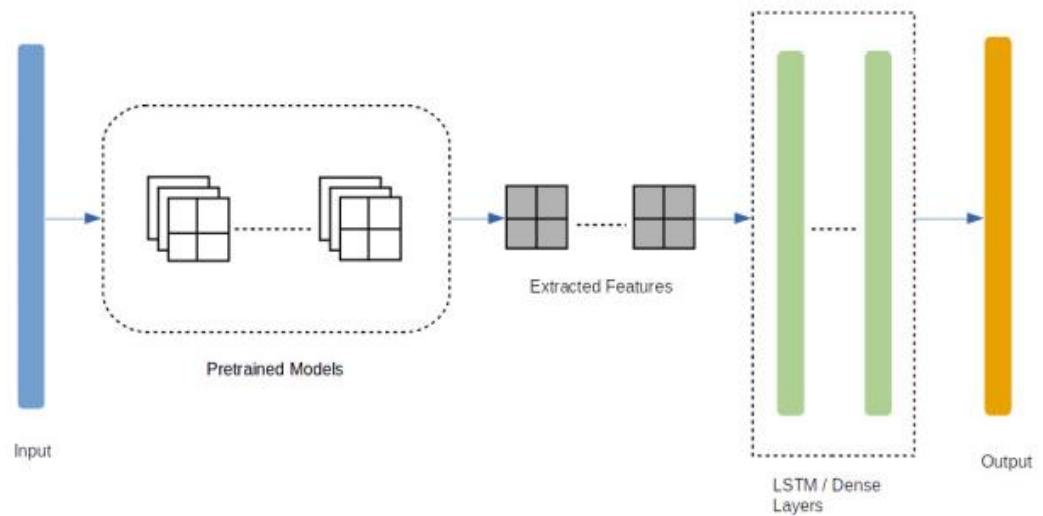 Extracted Features
Pretrained Models
Input
Output
LSTM / Dense
Layers